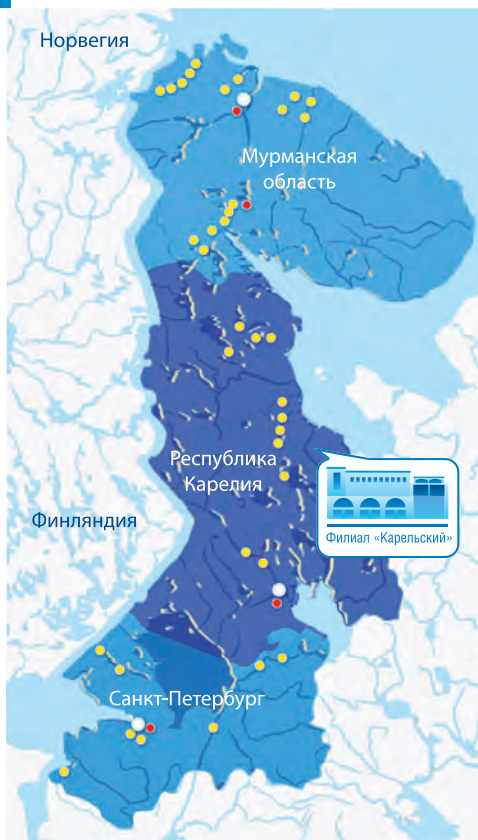 Норвегия
Мурманская
область
Республика
Карелия
Финляндия
Филиал «Карельский»
Санкт-Петербург